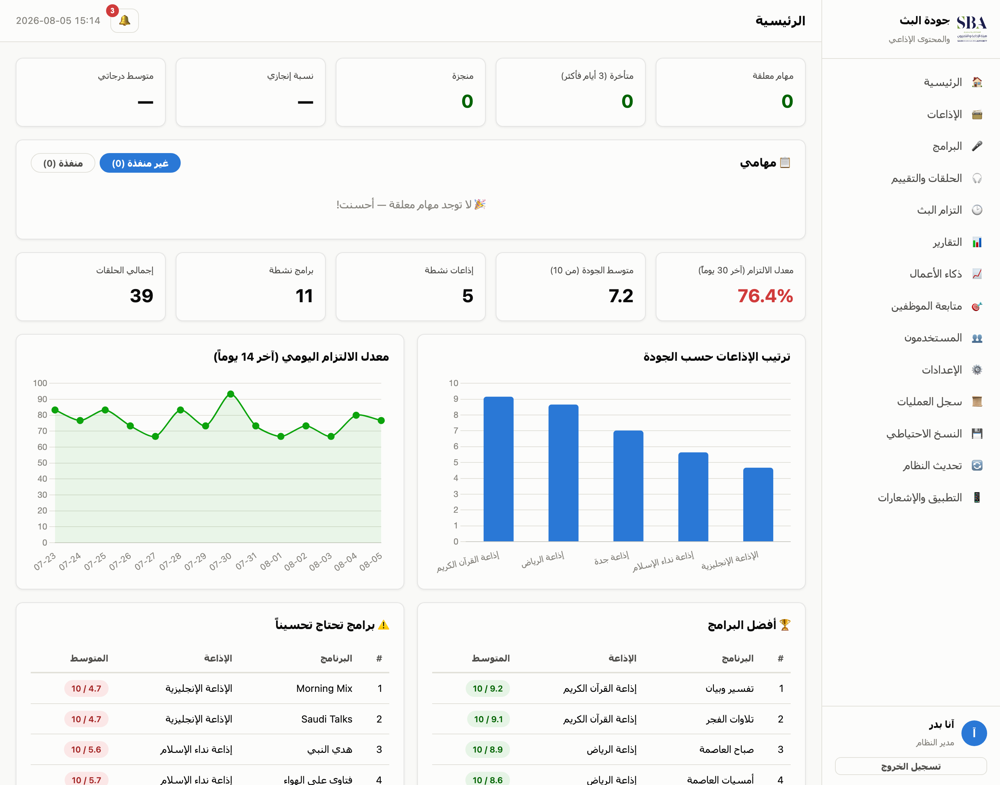 SBA
هيئة الإذاعة والتلفزيون
SAUDI BROADCASTING AUTHORITY
جودة البث
والمحتوى الإذاعي
الرئيسية
الإذاعات
البرامج
الحلقات والتقييم
التزام البث
التقارير
ذكاء الأعمال
متابعة الموظفين
المستخدمون
الإعدادات
سجل العمليات
النسخ الاحتياطي
تحديث النظام
التطبيق والإشعارات
آ
آنا بدر
مدير النظام
تسجيل الخروج
الرئيسية
3
2026-08-05 15:14
مهام معلقة
0
متأخرة (3 أيام فأكثر)
0
منجزة
0
نسبة إنجازي
—
متوسط درجاتي
—
📋 مهامي
غير منفذة (0)
منفذة (0)
🎉 لا توجد مهام معلقة — أحسنت!
معدل الالتزام (آخر 30 يوماً)
76.4%
متوسط الجودة (من 10)
7.2
إذاعات نشطة
5
برامج نشطة
11
إجمالي الحلقات
39
ترتيب الإذاعات حسب الجودة
10
9
8
7
6
5
4
3
2
1
0
إذاعة القرآن الكريم
إذاعة الرياض
إذاعة جدة
إذاعة نداء الإسلام
الإذاعة الإنجليزية
معدل الالتزام اليومي (آخر 14 يوماً)
100
90
80
70
60
50
40
30
20
10
0
07-23
07-24
07-25
07-26
07-27
07-28
07-29
07-30
07-31
08-01
08-02
08-03
08-04
08-05
🏆 أفضل البرامج
# البرنامج الإذاعة المتوسط
1 تفسير وبيان إذاعة القرآن الكريم 9.2 / 10
2 تلاوات الفجر إذاعة القرآن الكريم 9.1 / 10
3 صباح العاصمة إذاعة الرياض 8.9 / 10
4 أمسيات العاصمة إذاعة الرياض 8.6 / 10
⚠️ برامج تحتاج تحسيناً
# البرنامج الإذاعة المتوسط
1 Morning Mix الإذاعة الإنجليزية 4.7 / 10
2 Saudi Talks الإذاعة الإنجليزية 4.7 / 10
3 هدي النبي إذاعة نداء الإسلام 5.6 / 10
4 فتاوى على الهواء إذاعة نداء الإسلام 5.7 / 10